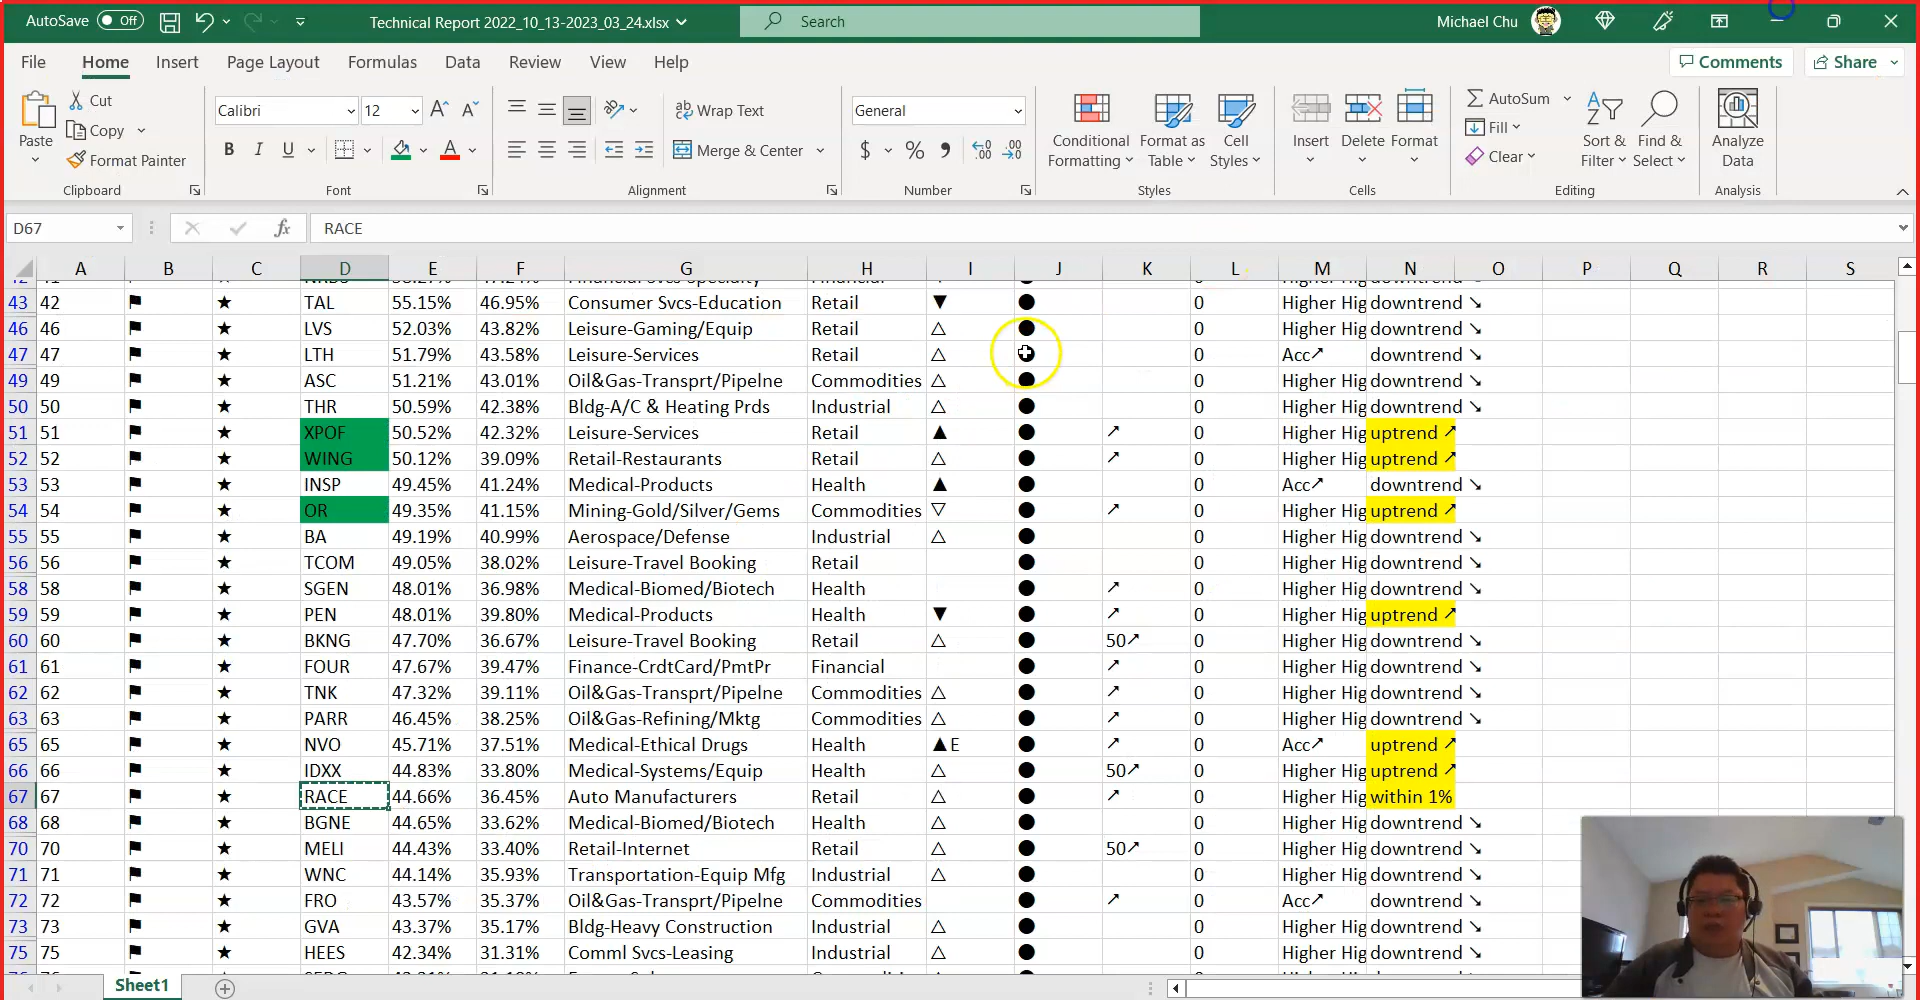 AutoSave Off Technical Report 2022_10_13-2023_03_24.xlsx Search Michael Chu
File Home Insert Page Layout Formulas Data Review View Help Comments Share
Paste Cut Copy Format Painter Clipboard
Calibri 12 A^ A˅ B I U A Font
ab Wrap Text Merge & Center Alignment
General $ % 9 Number
Conditional Formatting Format as Table Cell Styles Styles
Insert Delete Format Cells
AutoSum Fill Clear Sort & Filter Find & Select Editing
Analyze Data Analysis
D67 fx RACE
A B C D E F G H I J K L M N O P Q R S
43 42 ⚑ ★ TAL 55.15% 46.95% Consumer Svcs-Education Retail ▼ ● 0 Higher Hig downtrend ↘
46 46 ⚑ ★ LVS 52.03% 43.82% Leisure-Gaming/Equip Retail △ ● 0 Higher Hig downtrend ↘
47 47 ⚑ ★ LTH 51.79% 43.58% Leisure-Services Retail △ ● 0 Acc↗ downtrend ↘
49 49 ⚑ ★ ASC 51.21% 43.01% Oil&Gas-Transprt/Pipelne Commodities △ ● 0 Higher Hig downtrend ↘
50 50 ⚑ ★ THR 50.59% 42.38% Bldg-A/C & Heating Prds Industrial △ ● 0 Higher Hig downtrend ↘
51 51 ⚑ ★ XPOF 50.52% 42.32% Leisure-Services Retail ▲ ● ↗ 0 Higher Hig uptrend ↗
52 52 ⚑ ★ WING 50.12% 39.09% Retail-Restaurants Retail △ ● ↗ 0 Higher Hig uptrend ↗
53 53 ⚑ ★ INSP 49.45% 41.24% Medical-Products Health ▲ ● 0 Acc↗ downtrend ↘
54 54 ⚑ ★ OR 49.35% 41.15% Mining-Gold/Silver/Gems Commodities ▽ ● ↗ 0 Higher Hig uptrend ↗
55 55 ⚑ ★ BA 49.19% 40.99% Aerospace/Defense Industrial △ ● 0 Higher Hig downtrend ↘
56 56 ⚑ ★ TCOM 49.05% 38.02% Leisure-Travel Booking Retail ● 0 Higher Hig downtrend ↘
58 58 ⚑ ★ SGEN 48.01% 36.98% Medical-Biomed/Biotech Health ● ↗ 0 Higher Hig downtrend ↘
59 59 ⚑ ★ PEN 48.01% 39.80% Medical-Products Health ▼ ● ↗ 0 Higher Hig uptrend ↗
60 60 ⚑ ★ BKNG 47.70% 36.67% Leisure-Travel Booking Retail △ ● 50↗ 0 Higher Hig downtrend ↘
61 61 ⚑ ★ FOUR 47.67% 39.47% Finance-CrdtCard/PmtPr Financial ● ↗ 0 Higher Hig downtrend ↘
62 62 ⚑ ★ TNK 47.32% 39.11% Oil&Gas-Transprt/Pipelne Commodities △ ● ↗ 0 Higher Hig downtrend ↘
63 63 ⚑ ★ PARR 46.45% 38.25% Oil&Gas-Refining/Mktg Commodities △ ● ↗ 0 Higher Hig downtrend ↘
65 65 ⚑ ★ NVO 45.71% 37.51% Medical-Ethical Drugs Health ▲E ● ↗ 0 Acc↗ uptrend ↗
66 66 ⚑ ★ IDXX 44.83% 33.80% Medical-Systems/Equip Health △ ● 50↗ 0 Higher Hig uptrend ↗
67 67 ⚑ ★ RACE 44.66% 36.45% Auto Manufacturers Retail △ ● ↗ 0 Higher Hig within 1%
68 68 ⚑ ★ BGNE 44.65% 33.62% Medical-Biomed/Biotech Health △ ● 0 Higher Hig downtrend ↘
70 70 ⚑ ★ MELI 44.43% 33.40% Retail-Internet Retail △ ● 50↗ 0 Higher Hig downtrend ↘
71 71 ⚑ ★ WNC 44.14% 35.93% Transportation-Equip Mfg Industrial △ ● 0 Higher Hig downtrend ↘
72 72 ⚑ ★ FRO 43.57% 35.37% Oil&Gas-Transprt/Pipelne Commodities ● ↗ 0 Acc↗ downtrend ↘
73 73 ⚑ ★ GVA 43.37% 35.17% Bldg-Heavy Construction Industrial △ ● 0 Higher Hig downtrend ↘
75 75 ⚑ ★ HEES 42.34% 31.31% Comml Svcs-Leasing Industrial △ ● 0 Higher Hig downtrend ↘
Sheet1